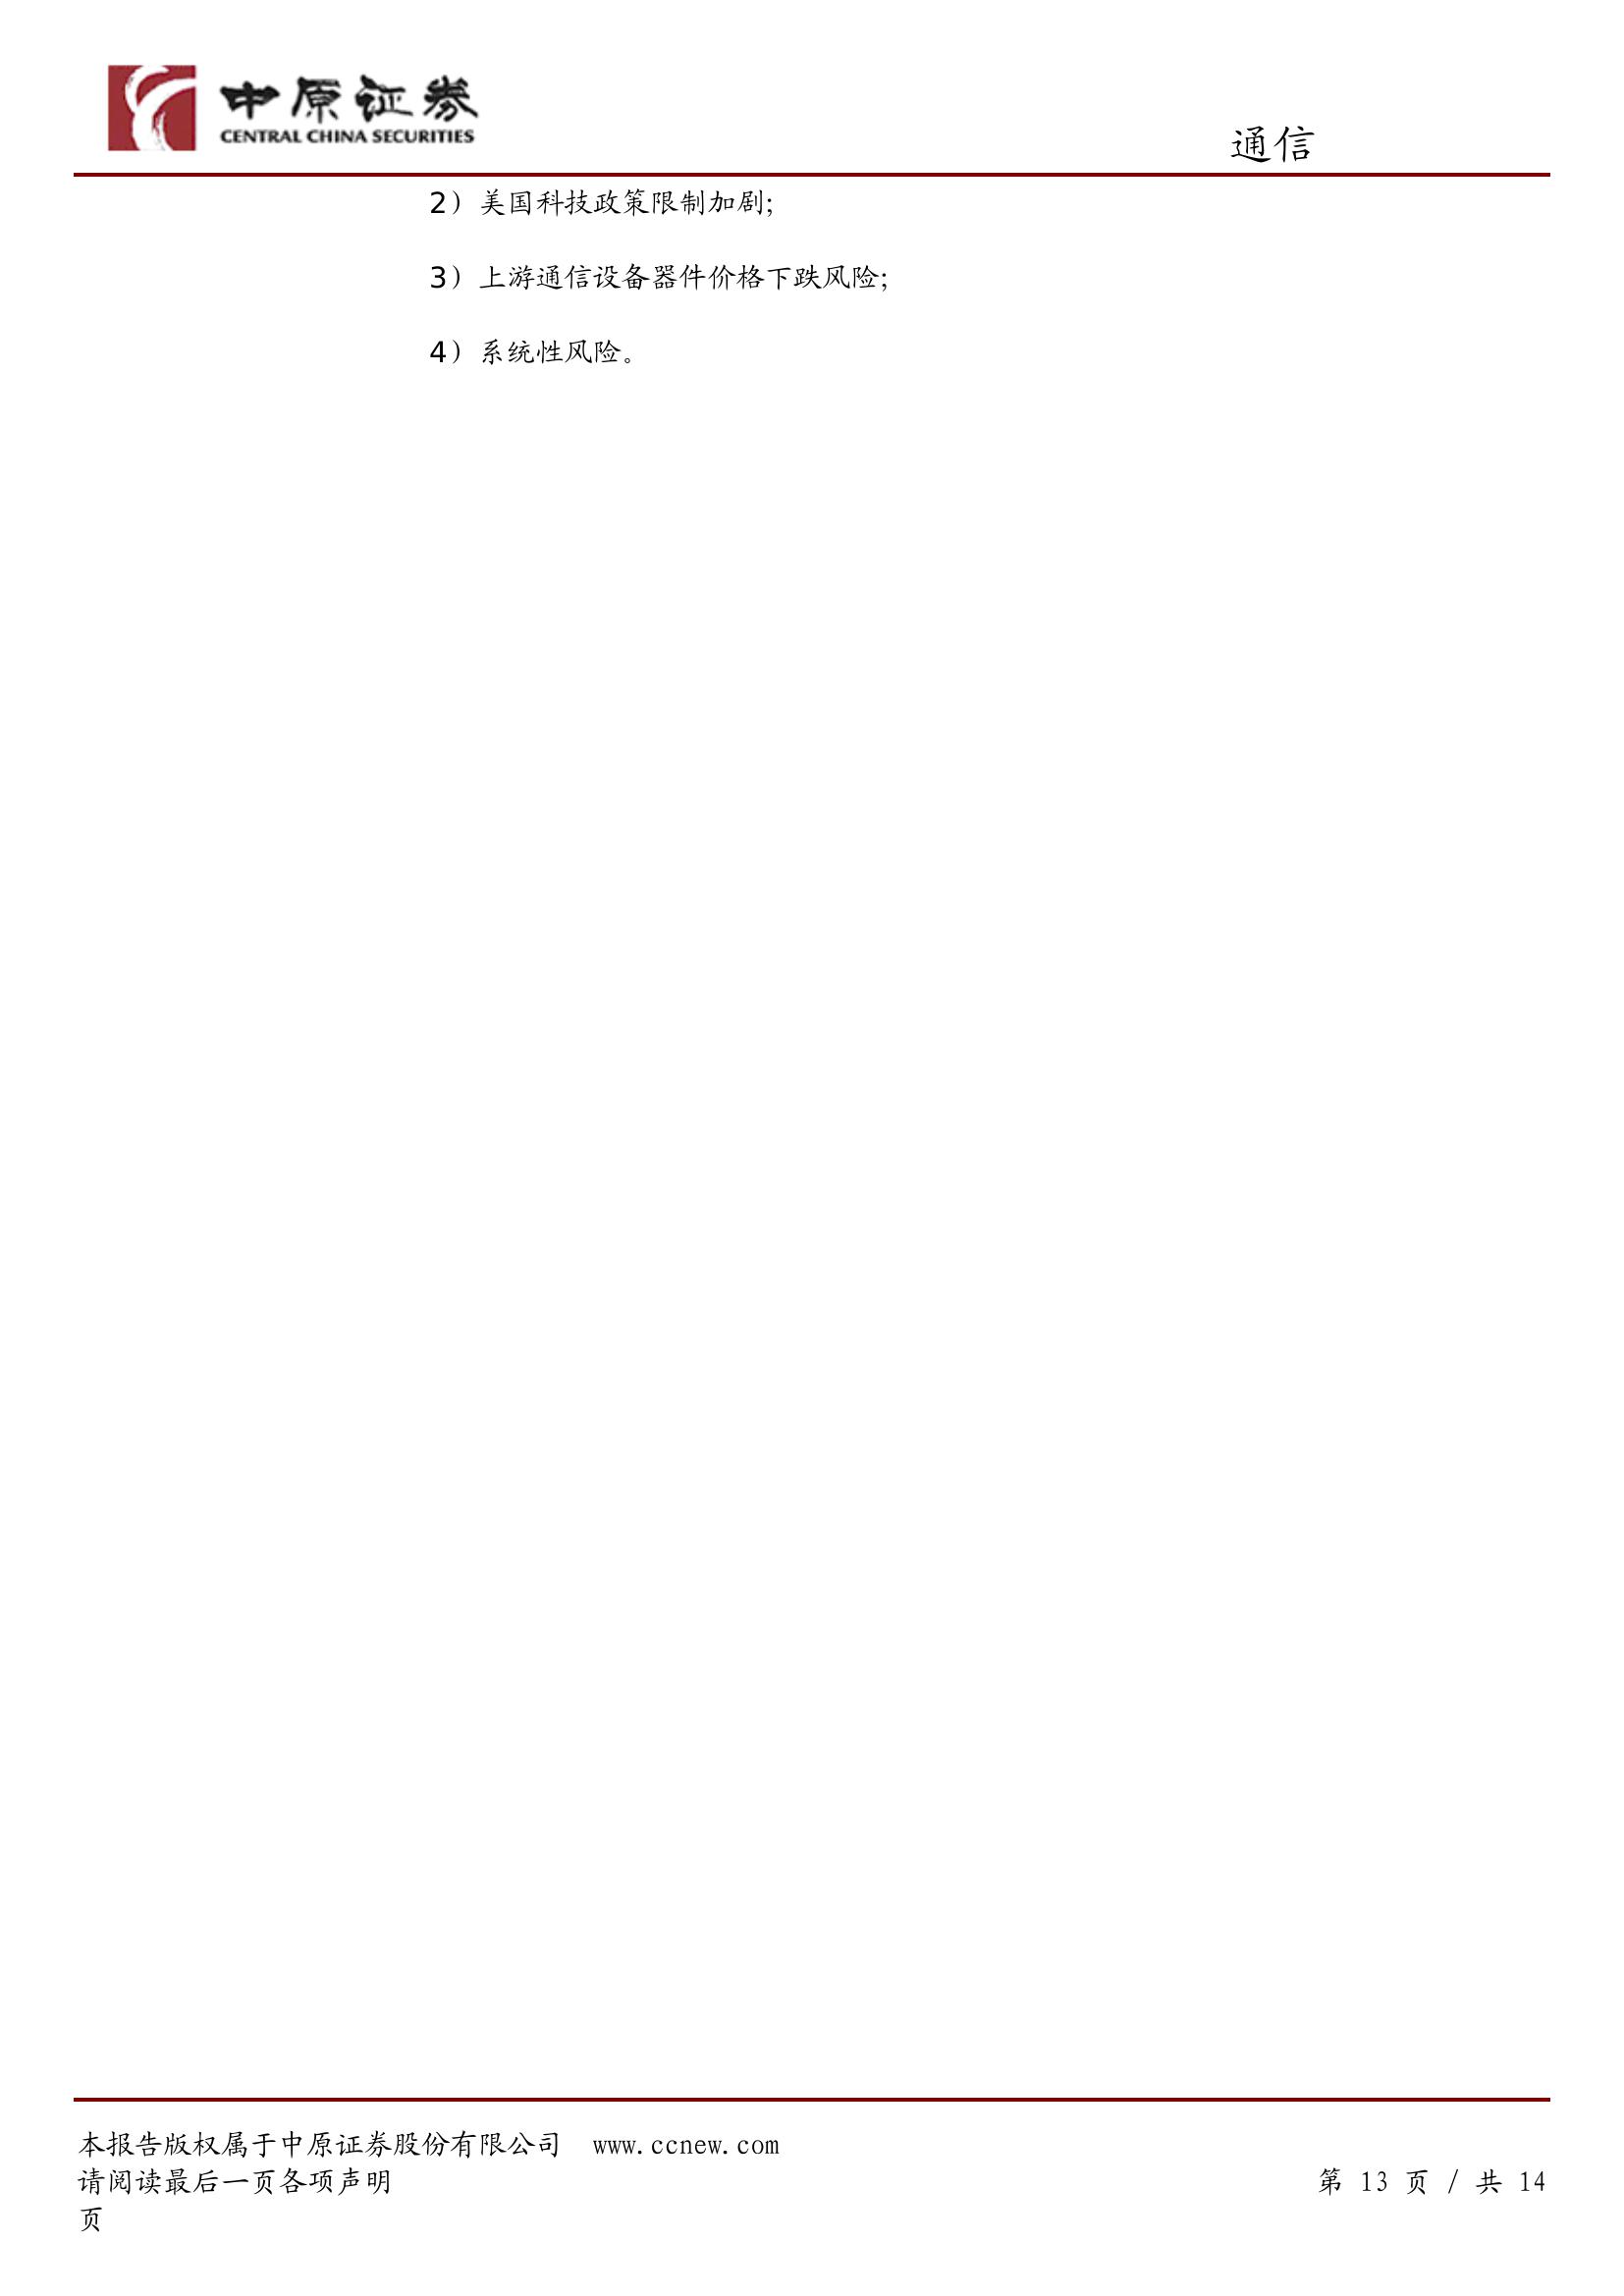 中原证券
CENTRAL CHINA SECURITIES
通信
2）美国科技政策限制加剧；
3）上游通信设备器件价格下跌风险；
4）系统性风险。
本报告版权属于中原证券股份有限公司 www.ccnew.com
请阅读最后一页各项声明 第 13 页 / 共 14
页